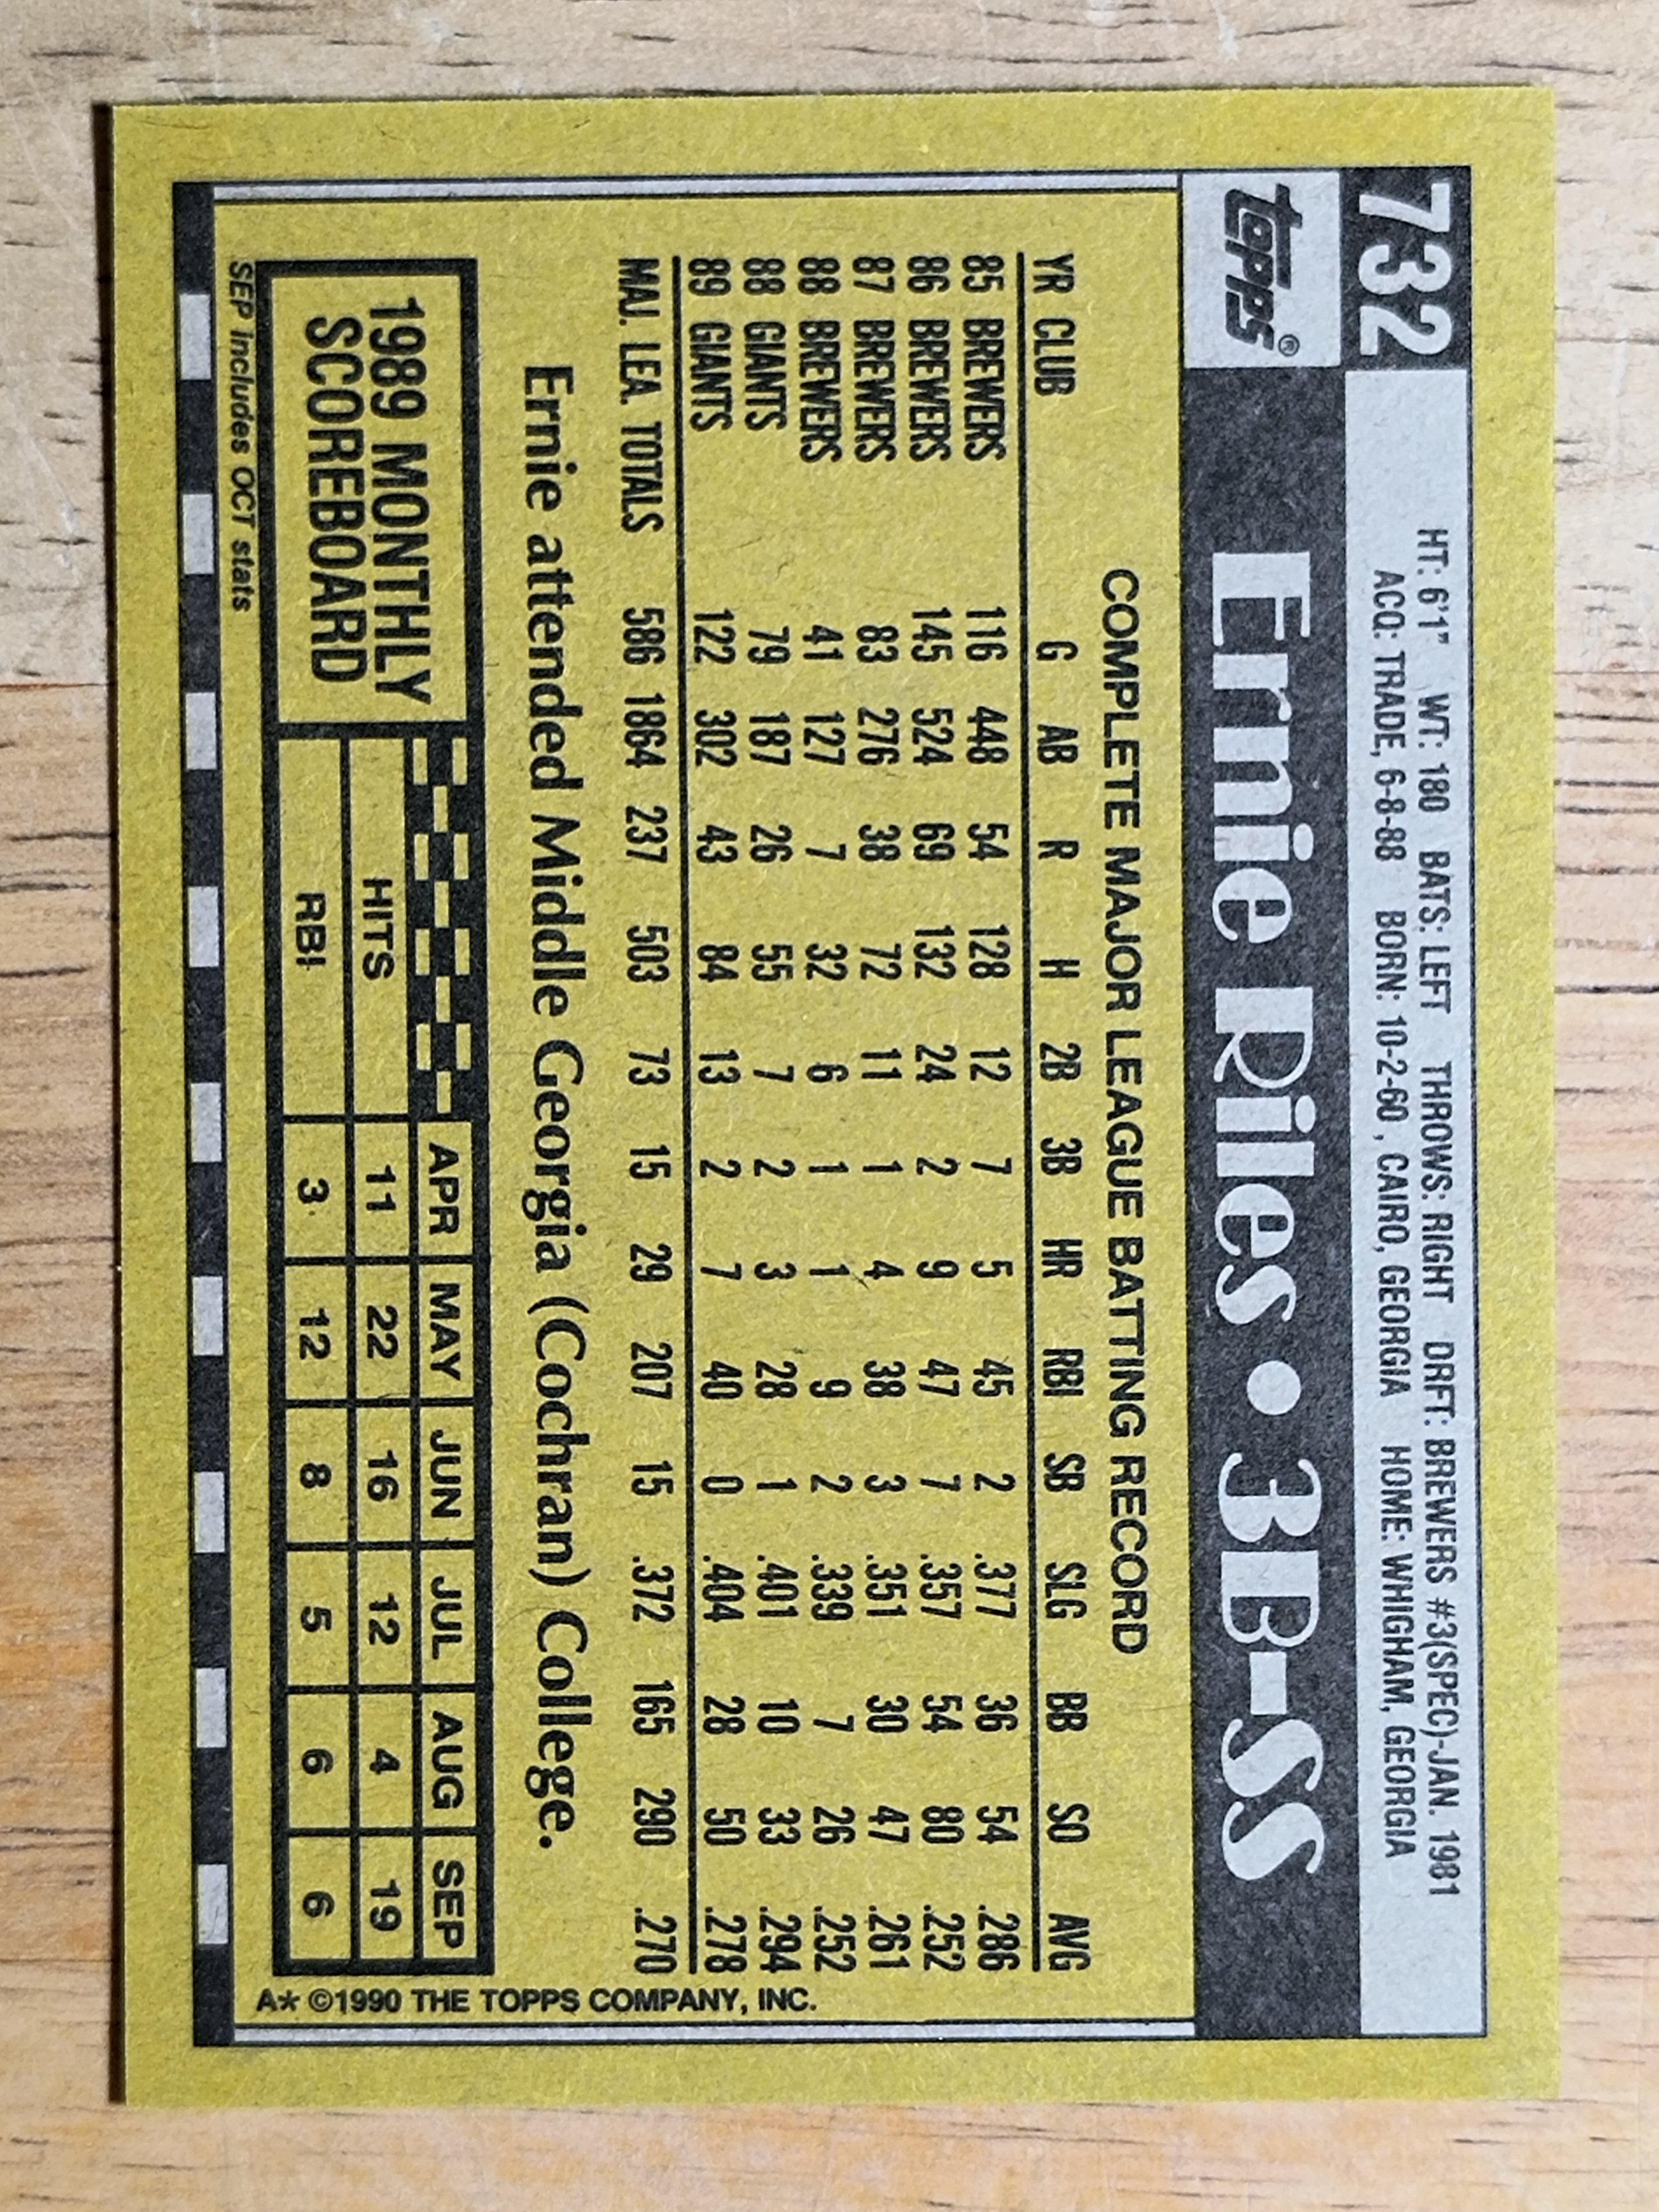 732
HT: 6'1" WT: 180 BATS: LEFT THROWS: RIGHT DRFT: BREWERS #3(SPEC)-JAN. 1981
ACQ: TRADE, 6-8-88 BORN: 10-2-60, CAIRO, GEORGIA HOME: WHIGHAM, GEORGIA
TOPPS®
Ernie Riles • 3B-SS
COMPLETE MAJOR LEAGUE BATTING RECORD
YR CLUB G AB R H 2B 3B HR RBI SB SLG BB SO AVG
85 BREWERS 116 448 54 128 12 7 5 45 2 .377 36 54 .286
86 BREWERS 145 524 69 132 24 2 9 47 7 .357 54 80 .252
87 BREWERS 83 276 38 72 11 1 4 38 3 .351 30 47 .261
88 BREWERS 41 127 7 32 6 1 1 9 2 .339 7 26 .252
88 GIANTS 79 187 26 55 7 2 3 28 1 .401 10 33 .294
89 GIANTS 122 302 43 84 13 2 7 40 0 .404 28 50 .278
MAJ. LEA. TOTALS 586 1864 237 503 73 15 29 207 15 .372 165 290 .270
Ernie attended Middle Georgia (Cochran) College.
1989 MONTHLY
SCOREBOARD
APR MAY JUN JUL AUG SEP
HITS 11 22 16 12 4 19
RBI 3 12 8 5 6 6
SEP includes OCT stats
A* ©1990 THE TOPPS COMPANY, INC.